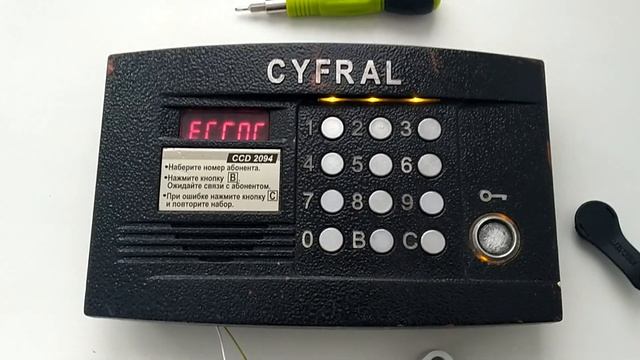 CYFRAL
Error
CCD 2094
•Наберите номер абонента.
•Нажмите кнопку B.
Ожидайте связи с абонентом.
•При ошибке нажмите кнопку C
и повторите набор.
1 2 3
4 5 6
7 8 9
0 B C